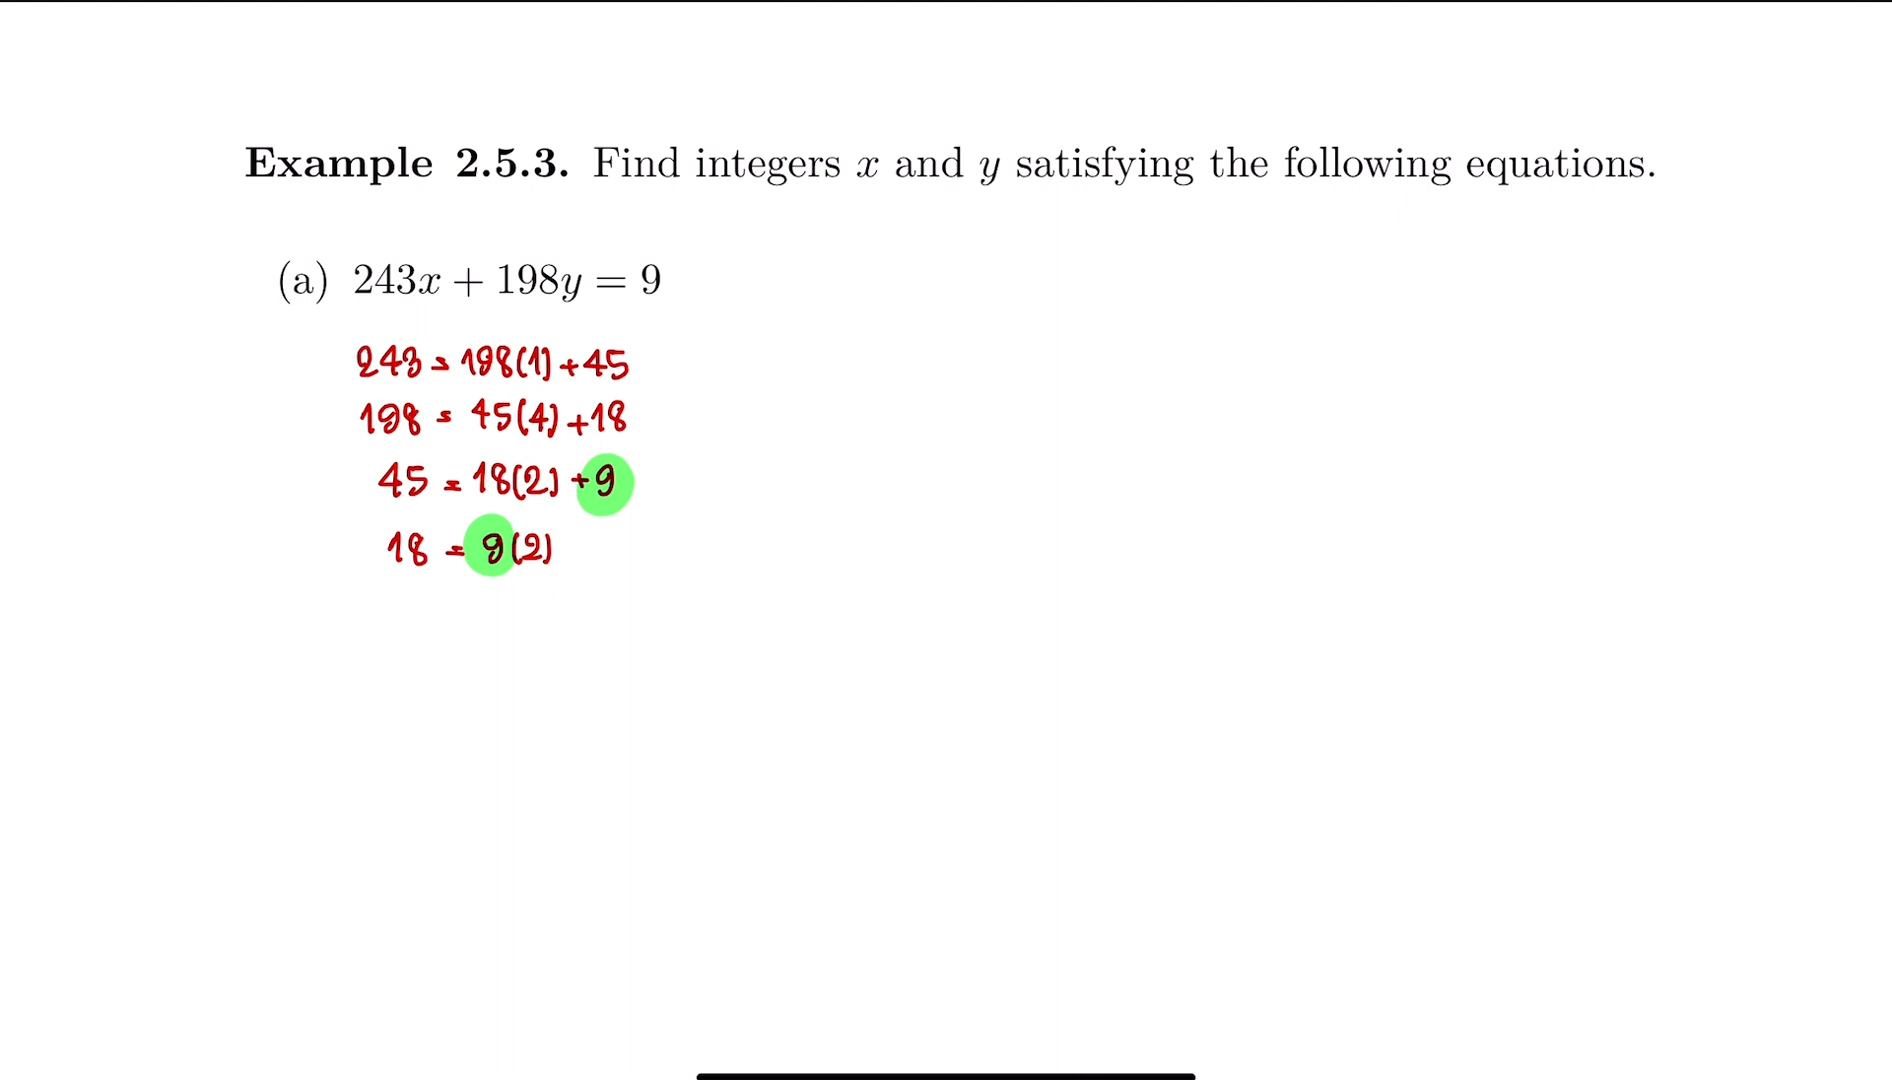 Example 2.5.3. Find integers x and y satisfying the following equations.
(a) 243x + 198y = 9
243 = 198(1) + 45
198 = 45(4) + 18
45 = 18(2) + 9
18 = 9(2)